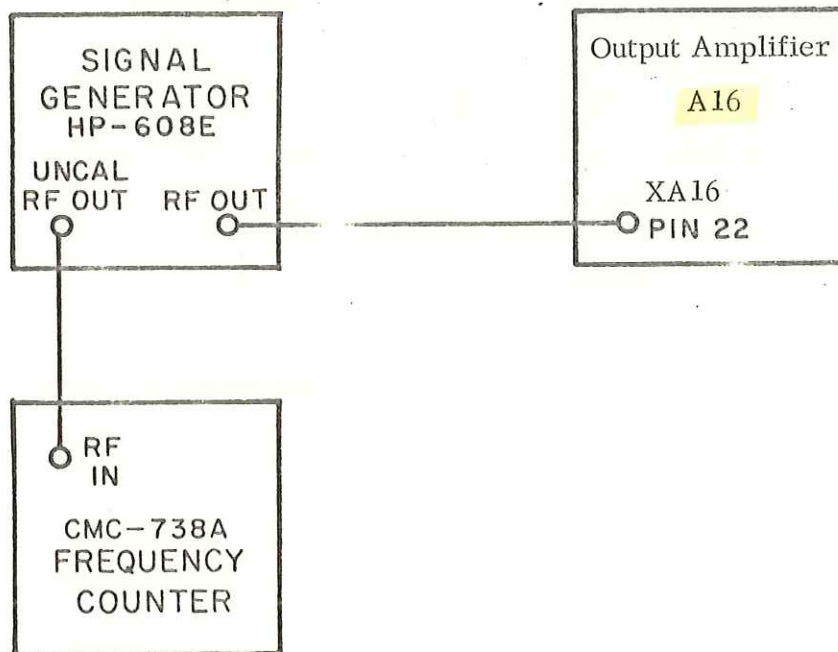 SIGNAL
GENERATOR
HP-608E
UNCAL
RF OUT
RF OUT
Output Amplifier
A16
XA16
PIN 22
RF
IN
CMC-738A
FREQUENCY
COUNTER